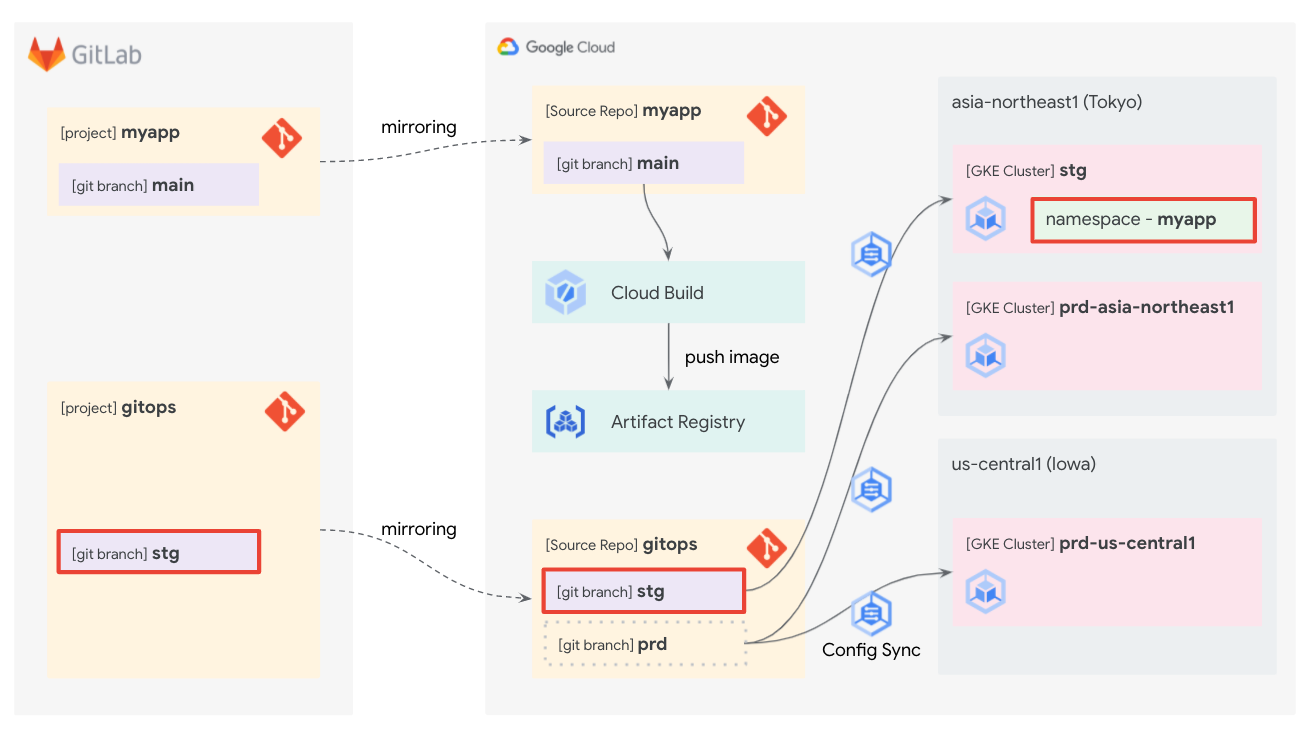 GitLab
[project] myapp
[git branch] main
[project] gitops
[git branch] stg
mirroring
mirroring
Google Cloud
[Source Repo] myapp
[git branch] main
Cloud Build
push image
Artifact Registry
[Source Repo] gitops
[git branch] stg
[git branch] prd
Config Sync
asia-northeast1 (Tokyo)
[GKE Cluster] stg
namespace - myapp
[GKE Cluster] prd-asia-northeast1
us-central1 (Iowa)
[GKE Cluster] prd-us-central1